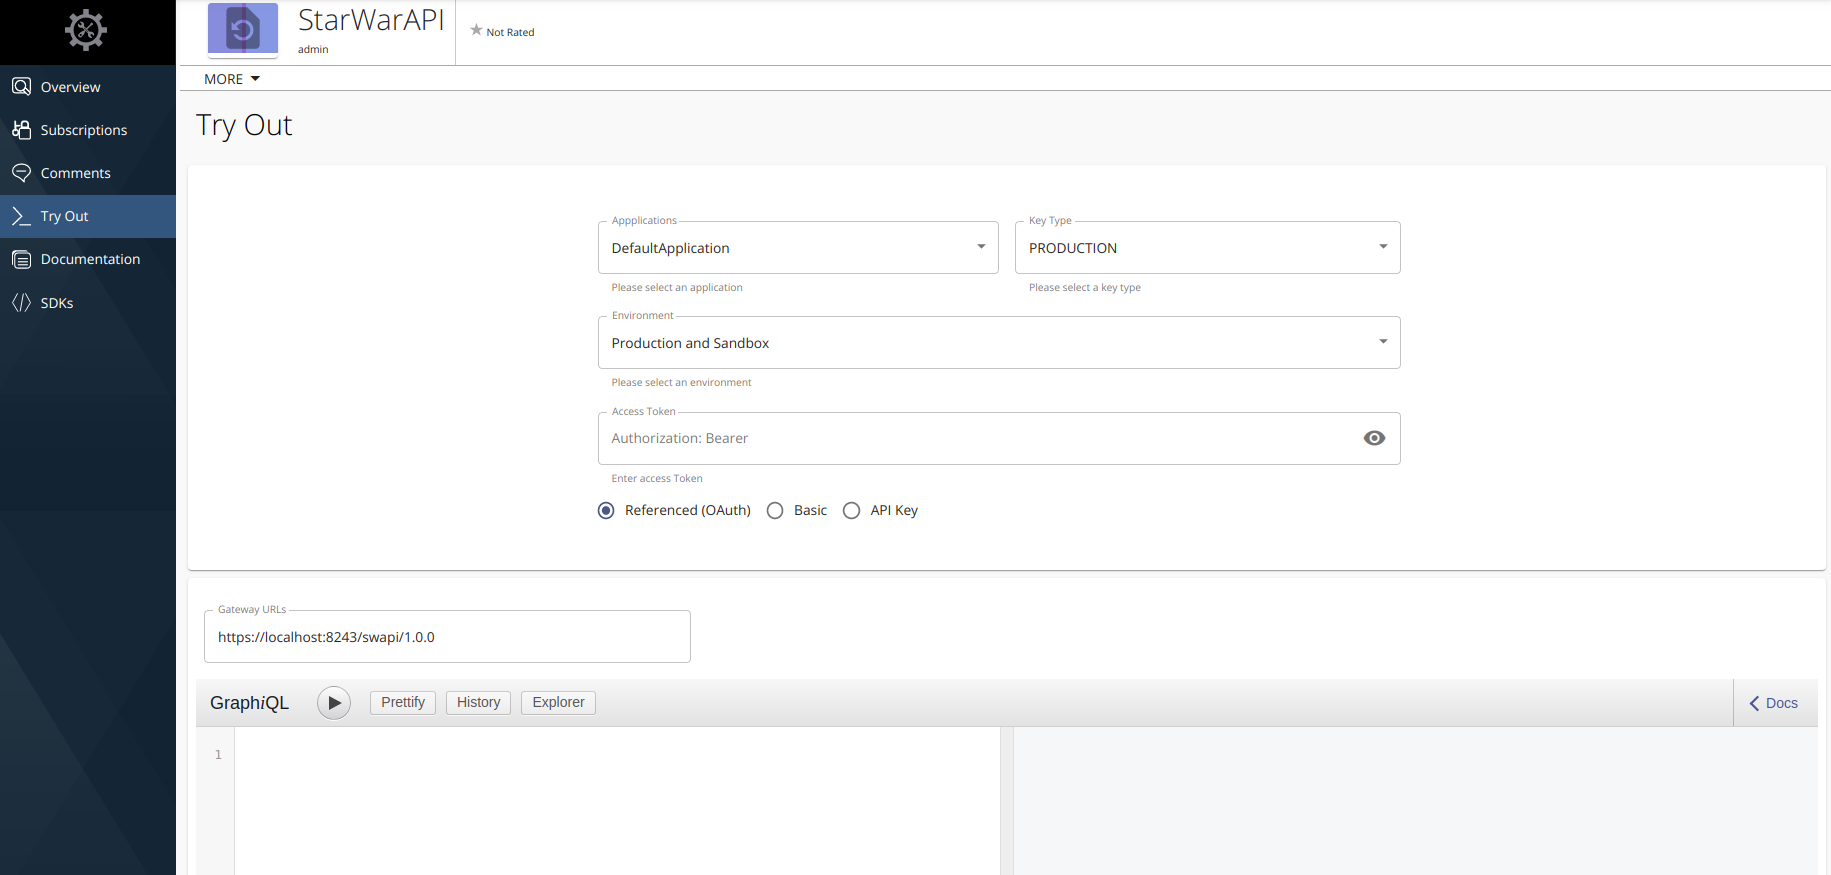 StarWarAPI
admin
Not Rated
MORE
Overview
Subscriptions
Comments
Try Out
Documentation
SDKs
Try Out
Appplications
DefaultApplication
Please select an application
Key Type
PRODUCTION
Please select a key type
Environment
Production and Sandbox
Please select an environment
Access Token
Authorization: Bearer
Enter access Token
Referenced (OAuth) Basic API Key
Gateway URLs
https://localhost:8243/swapi/1.0.0
GraphiQL Prettify History Explorer Docs
1